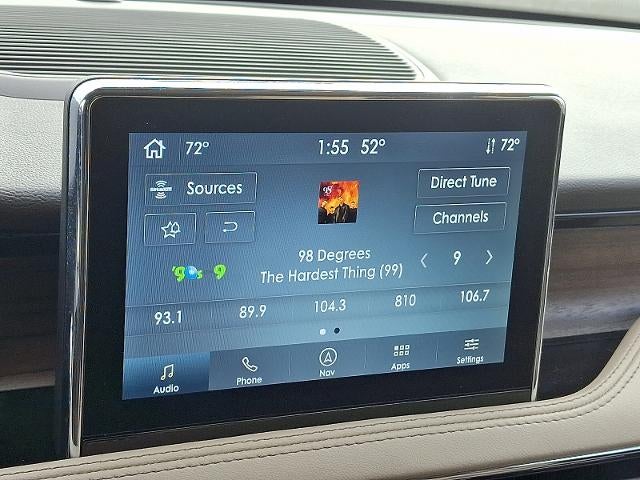 72° 1:55 52° 72°
Sources Direct Tune
Channels
98 Degrees
The Hardest Thing (99)
9
'90s 9
93.1 89.9 104.3 810 106.7
Audio Phone Nav Apps Settings